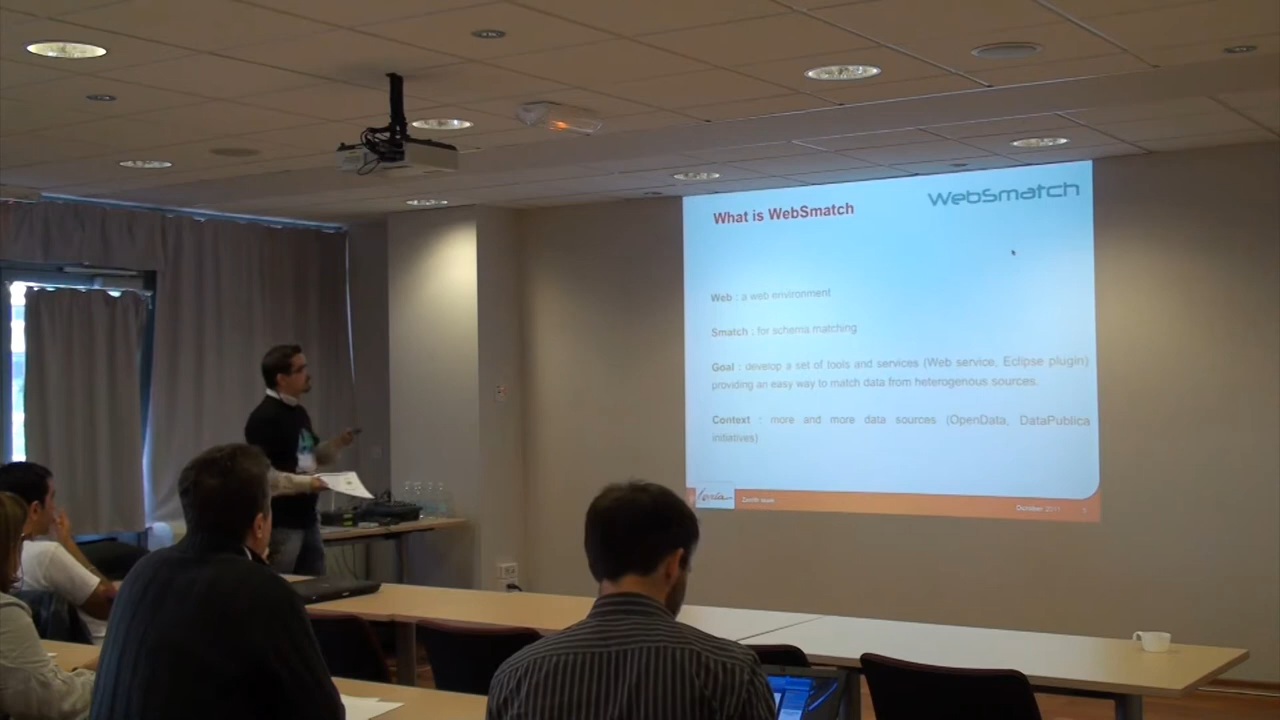 What is WebSmatch
WebSmatch
Web : a web environment
Smatch : for schema matching
Goal : develop a set of tools and services (Web service, Eclipse plugin)
providing an easy way to match data from heterogenous sources.
Context : more and more data sources (OpenData, DataPublica
initiatives)
Zenith team
October 2011